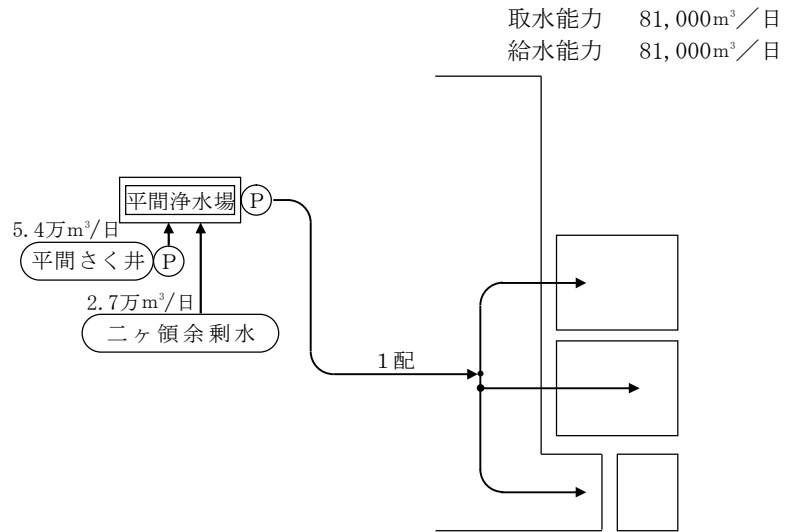 取水能力 81,000m³／日
給水能力 81,000m³／日
平間浄水場 P
5.4万m³/日
平間さく井 P
2.7万m³/日
二ヶ領余剰水
1配